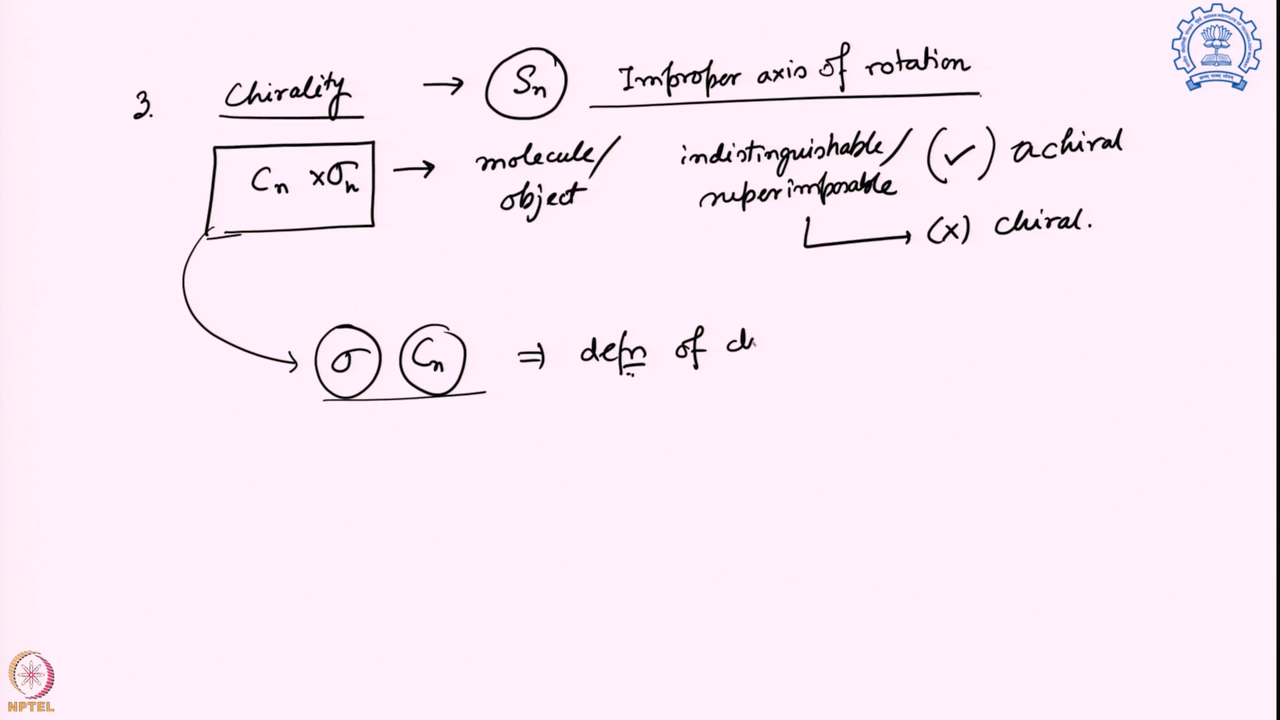 3. Chirality → Sn Improper axis of rotation
Cn × σh → molecule/ object
indistinguishable/ superimposable (✓) achiral
(x) chiral.
σ Cn ⇒ defn of
NPTEL